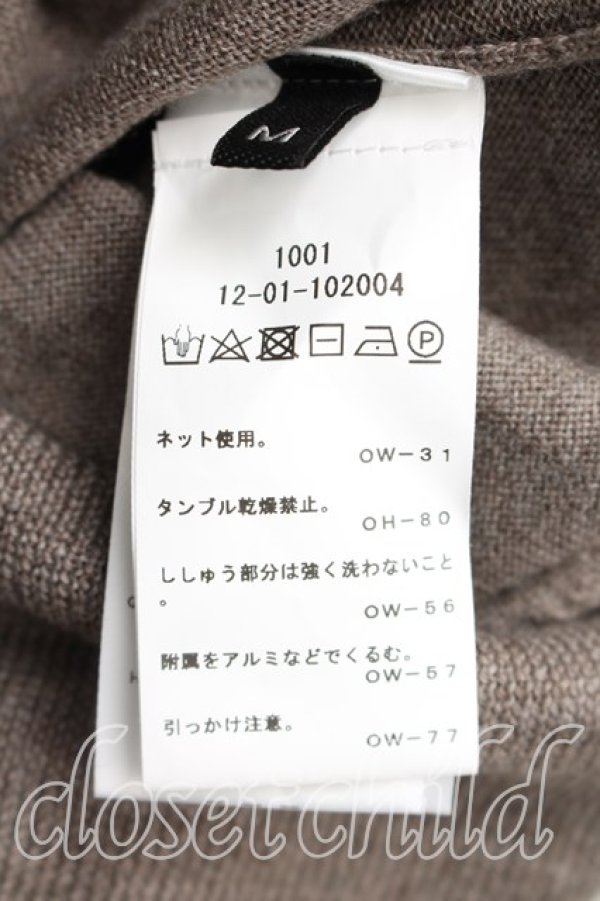 M
1001
12-01-102004
P
ネット使用。
OW-31
タンブル乾燥禁止。
OH-80
ししゅう部分は強く洗わないこと
。
OW-56
附属をアルミなどでくるむ。
OW-57
引っかけ注意。
OW-77
closetchild